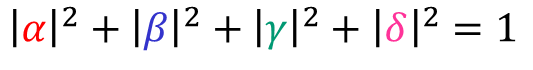 |α|² + |β|² + |γ|² + |δ|² = 1